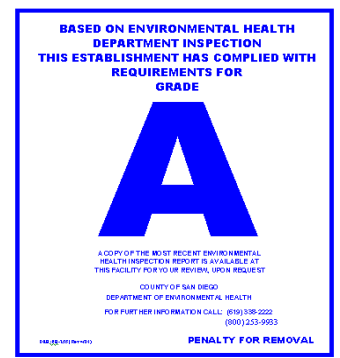 BASED ON ENVIRONMENTAL HEALTH
DEPARTMENT INSPECTION
THIS ESTABLISHMENT HAS COMPLIED WITH
REQUIREMENTS FOR
GRADE
A
A COPY OF THE MOST RECENT ENVIRONMENTAL
HEALTH INSPECTION REPORT IS AVAILABLE AT
THIS FACILITY FOR YOUR REVIEW, UPON REQUEST
COUNTY OF SAN DIEGO
DEPARTMENT OF ENVIRONMENTAL HEALTH
FOR FURTHER INFORMATION CALL: (619) 338-2222
(800) 253-9933
PENALTY FOR REMOVAL